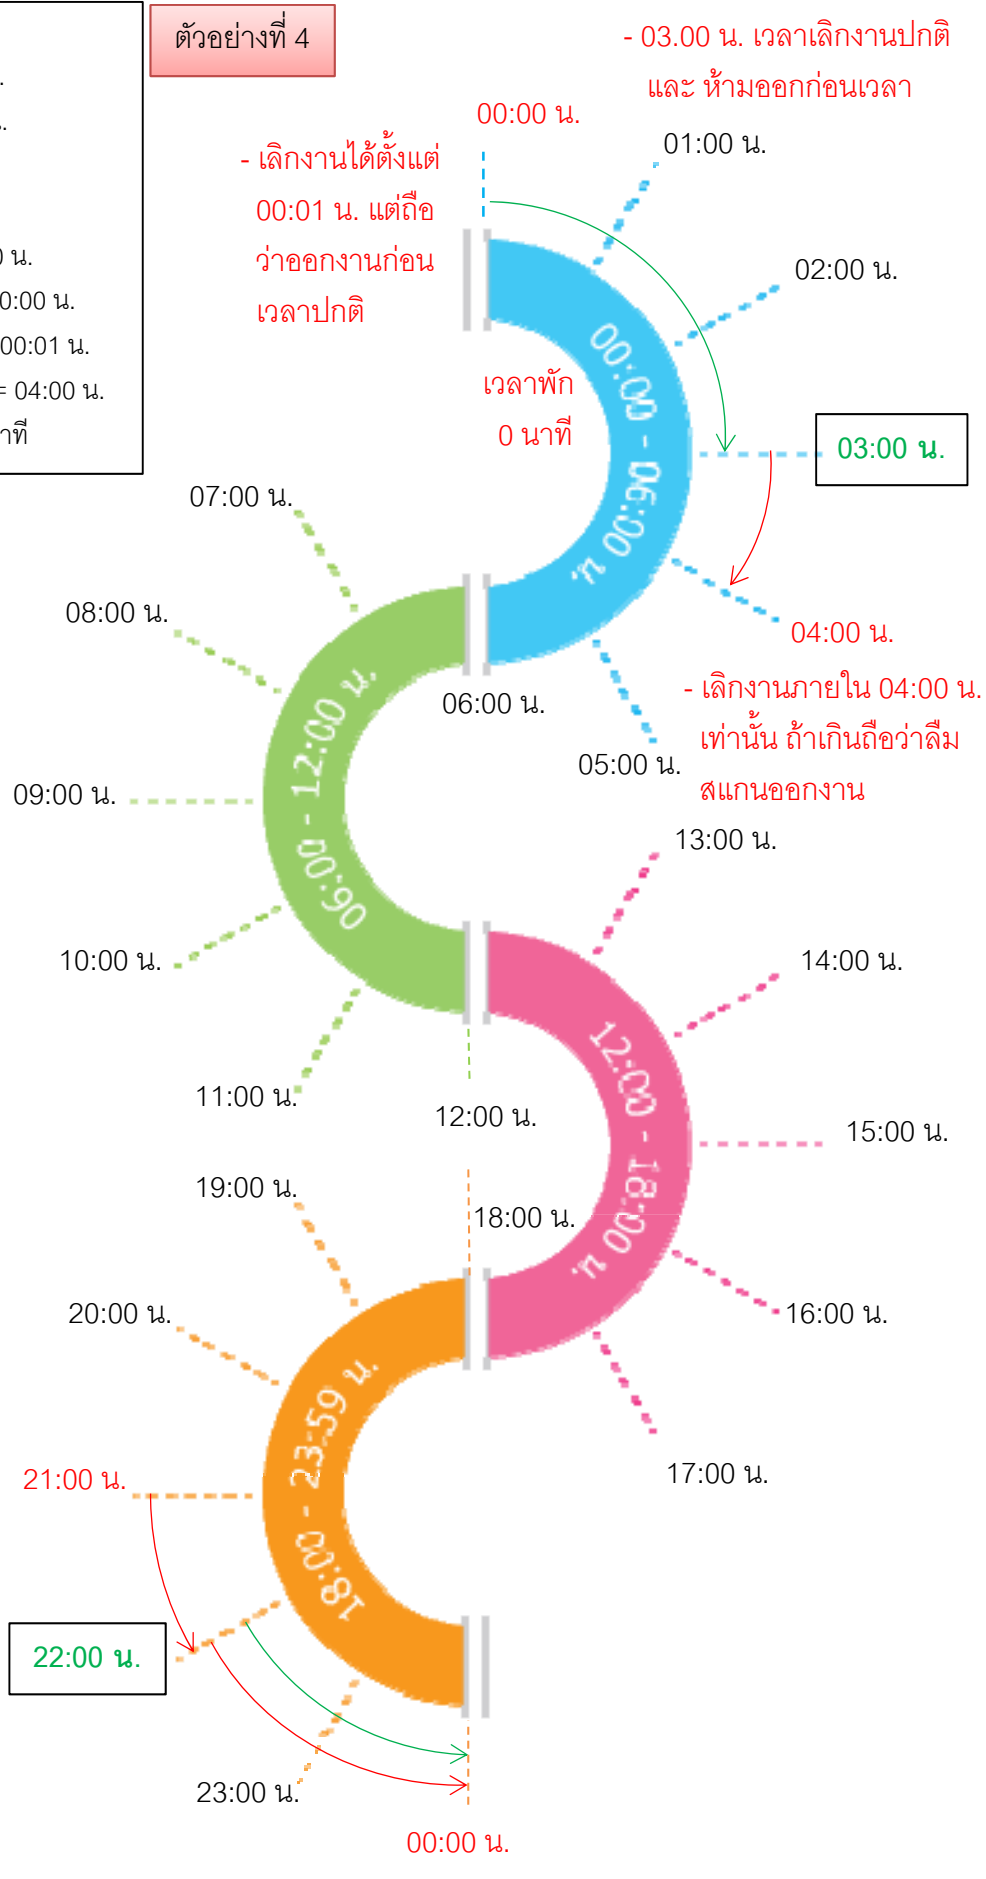 ตัวอย่างที่ 4
- 03.00 น. เวลาเลิกงานปกติ
และ ห้ามออกก่อนเวลา
น.
00:00 น.
01:00 น.
- เลิกงานได้ตั้งแต่
00:01 น. แต่ถือ
ว่าออกงานก่อน
เวลาปกติ
น.
0:00 น.
00:01 น.
= 04:00 น.
02:00 น.
00:00 - 06:00 น.
เวลาพัก
0 นาที
03:00 น.
07:00 น.
08:00 น.
04:00 น.
- เลิกงานภายใน 04:00 น.
เท่านั้น ถ้าเกินถือว่าลืม
สแกนออกงาน
06:00 น.
05:00 น.
06:00 - 12:00 น.
09:00 น.
13:00 น.
10:00 น.
14:00 น.
11:00 น.
12:00 น.
12:00 - 18:00 น.
15:00 น.
19:00 น.
18:00 น.
20:00 น.
16:00 น.
18:00 - 23:59 น.
21:00 น.
17:00 น.
22:00 น.
23:00 น.
00:00 น.